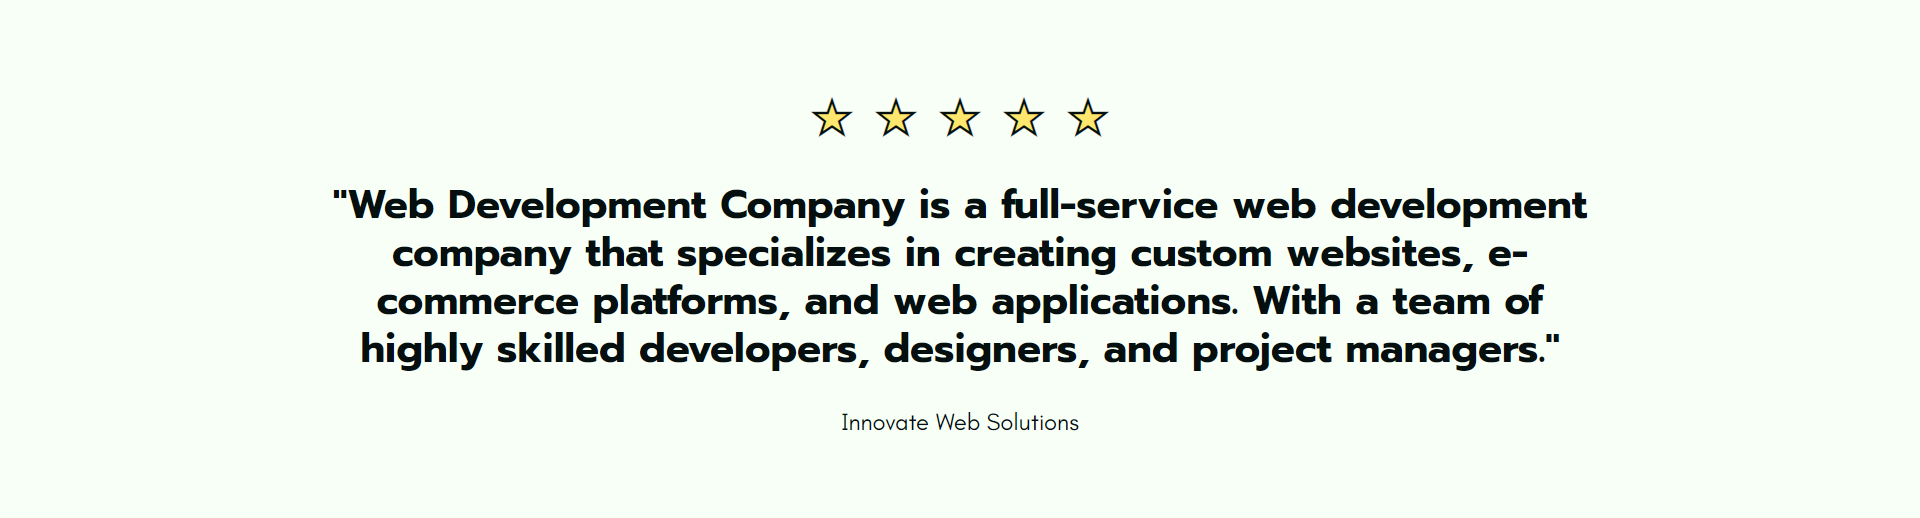 "Web Development Company is a full-service web development
company that specializes in creating custom websites, e-
commerce platforms, and web applications. With a team of
highly skilled developers, designers, and project managers."
Innovate Web Solutions